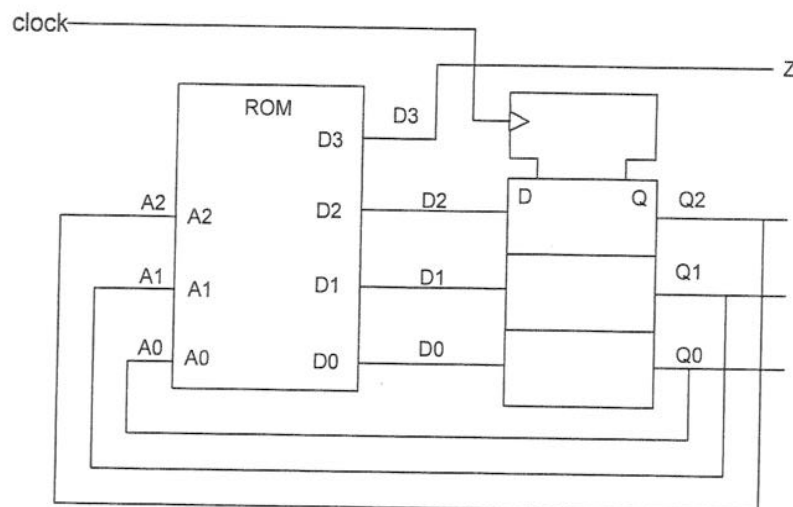 clock
Z
ROM
D3 D3
A2 A2 D2 D2 D Q Q2
A1 A1 D1 D1 Q1
A0 A0 D0 D0 Q0